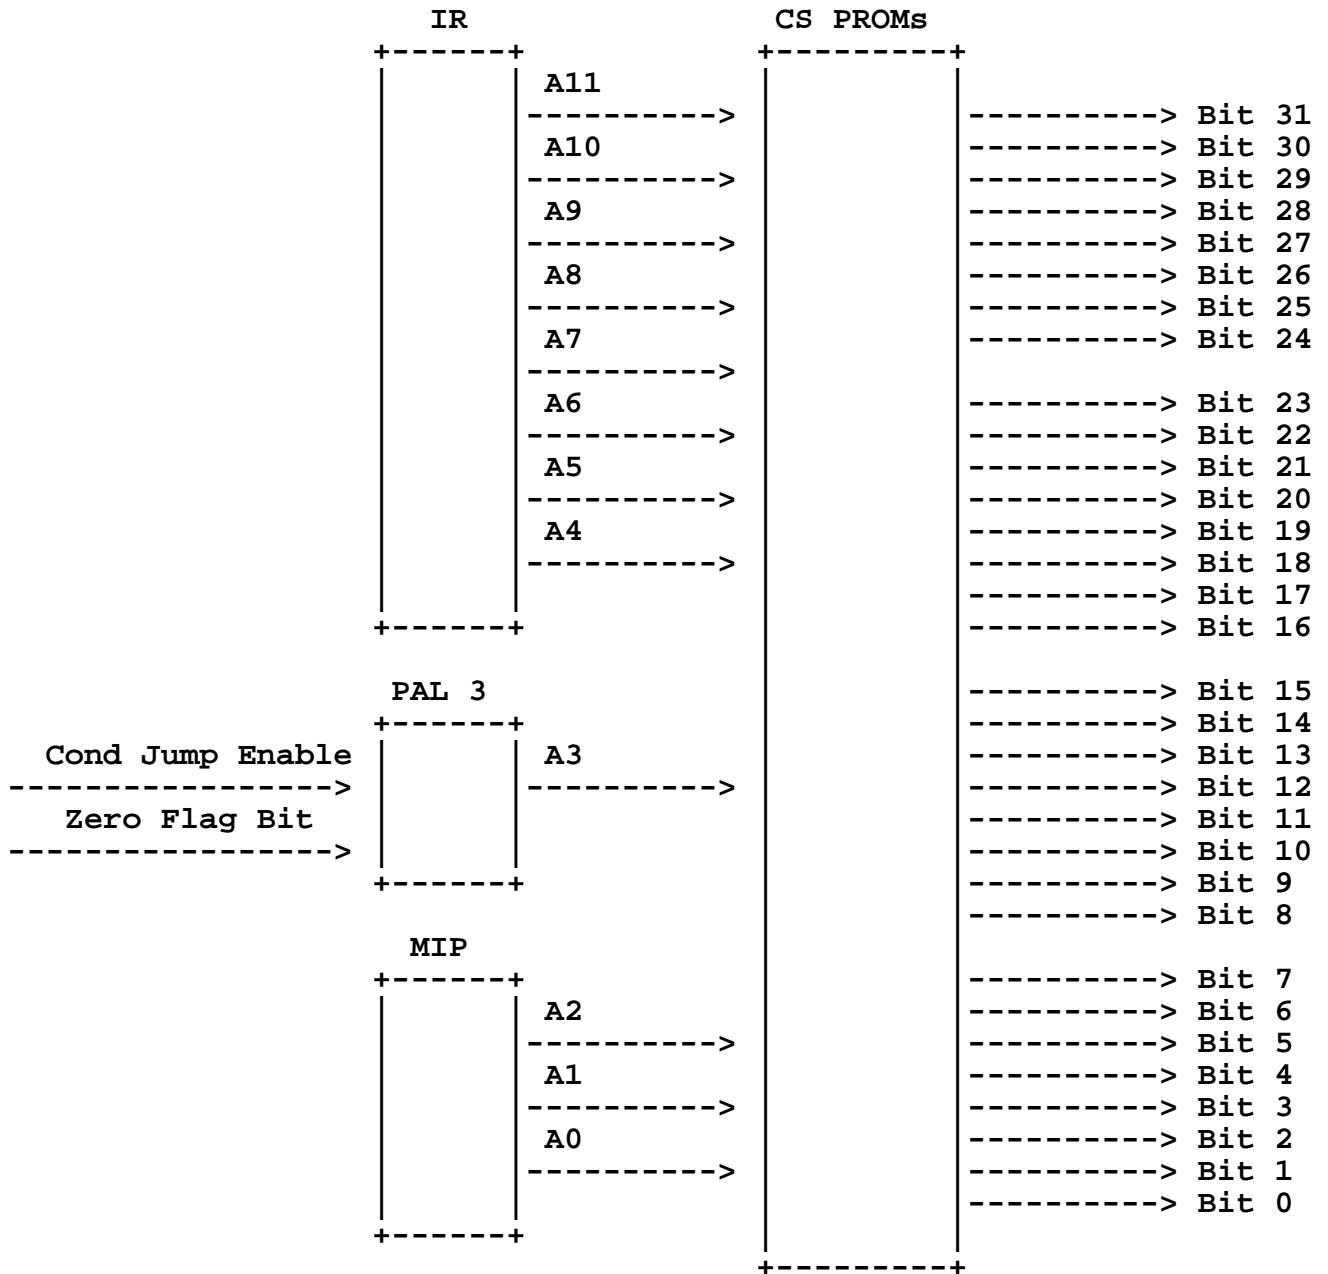 IR CS PROMs
A11
Bit 31
A10 Bit 30
Bit 29
A9 Bit 28
Bit 27
A8 Bit 26
Bit 25
A7 Bit 24
A6 Bit 23
Bit 22
A5 Bit 21
Bit 20
A4 Bit 19
Bit 18
Bit 17
Bit 16
PAL 3 Bit 15
Bit 14
Cond Jump Enable A3 Bit 13
Bit 12
Zero Flag Bit Bit 11
Bit 10
Bit 9
Bit 8
MIP
Bit 7
A2 Bit 6
Bit 5
A1 Bit 4
Bit 3
A0 Bit 2
Bit 1
Bit 0